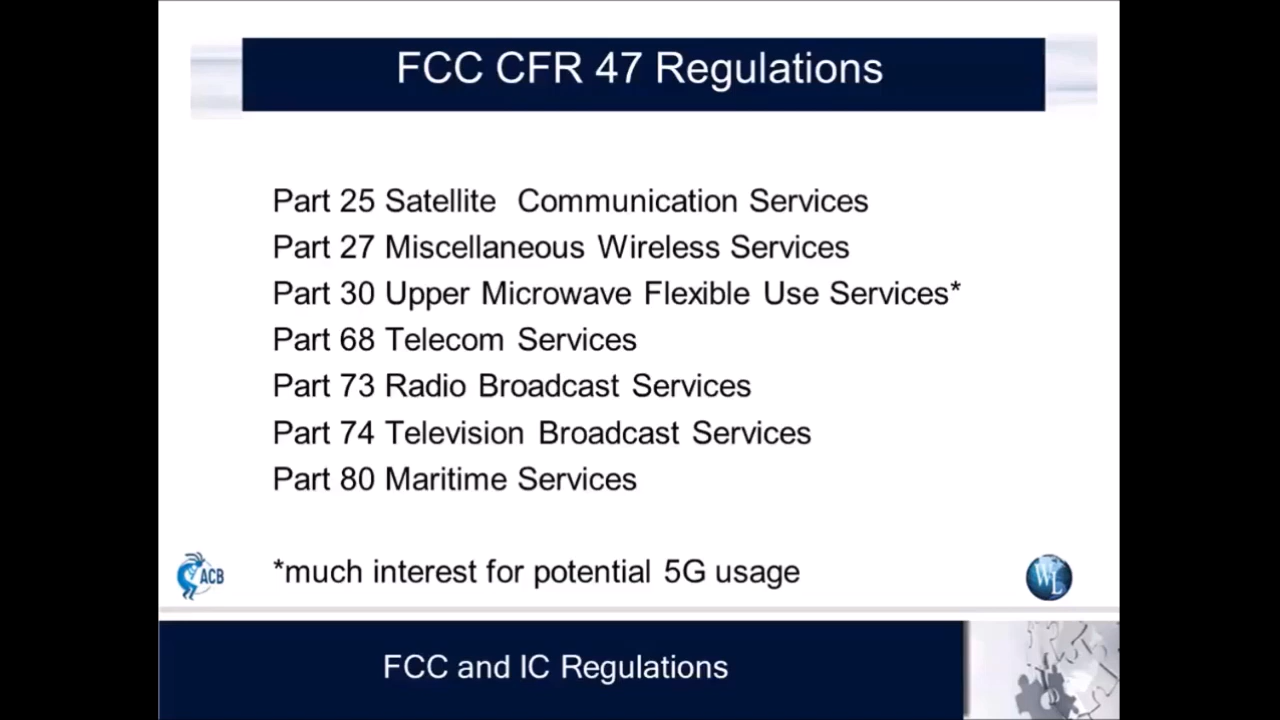 FCC CFR 47 Regulations
Part 25 Satellite Communication Services
Part 27 Miscellaneous Wireless Services
Part 30 Upper Microwave Flexible Use Services*
Part 68 Telecom Services
Part 73 Radio Broadcast Services
Part 74 Television Broadcast Services
Part 80 Maritime Services
*much interest for potential 5G usage
ACB
WL
FCC and IC Regulations